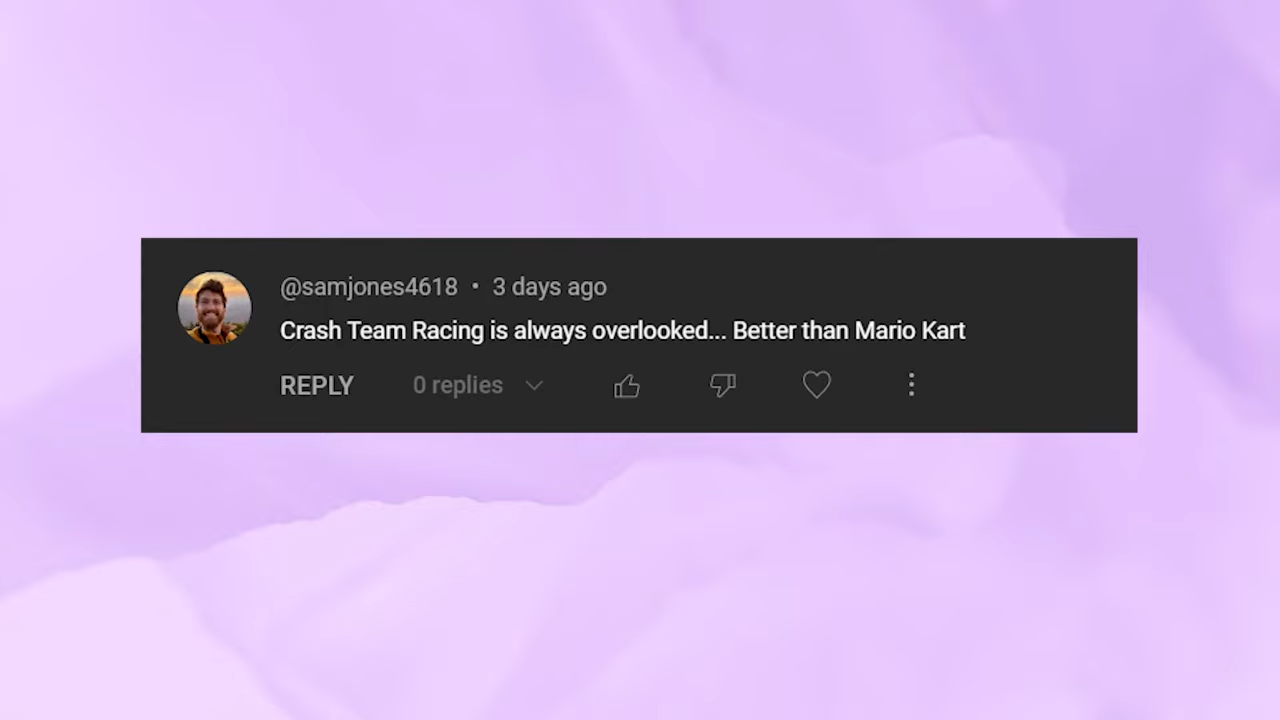 @samjones4618 • 3 days ago
Crash Team Racing is always overlooked... Better than Mario Kart
REPLY 0 replies